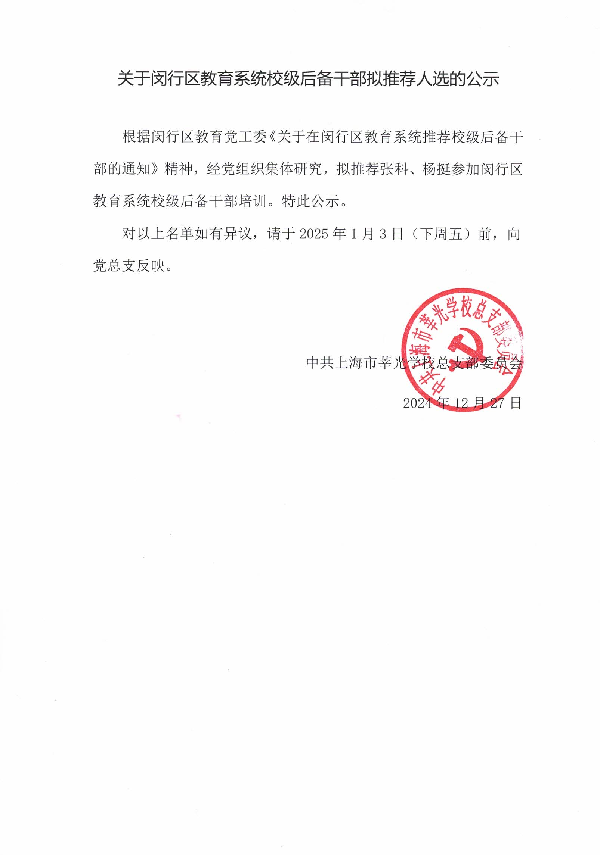 关于闵行区教育系统校级后备干部拟推荐人选的公示
根据闵行区教育党工委《关于在闵行区教育系统推荐校级后备干
部的通知》精神，经党组织集体研究，拟推荐张科、杨挺参加闵行区
教育系统校级后备干部培训。特此公示。
对以上名单如有异议，请于 2025 年 1 月 3 日（下周五）前，向
党总支反映。
中共上海市莘光学校总支部委员会
中共上海市莘光学校总支部委员会
2024 年 12 月 27 日